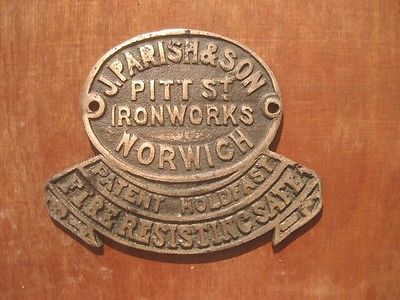 J. PARISH & SON
PITT ST
IRONWORKS
NORWICH
PATENT HOLDFAST
FIRE RESISTING SAFE